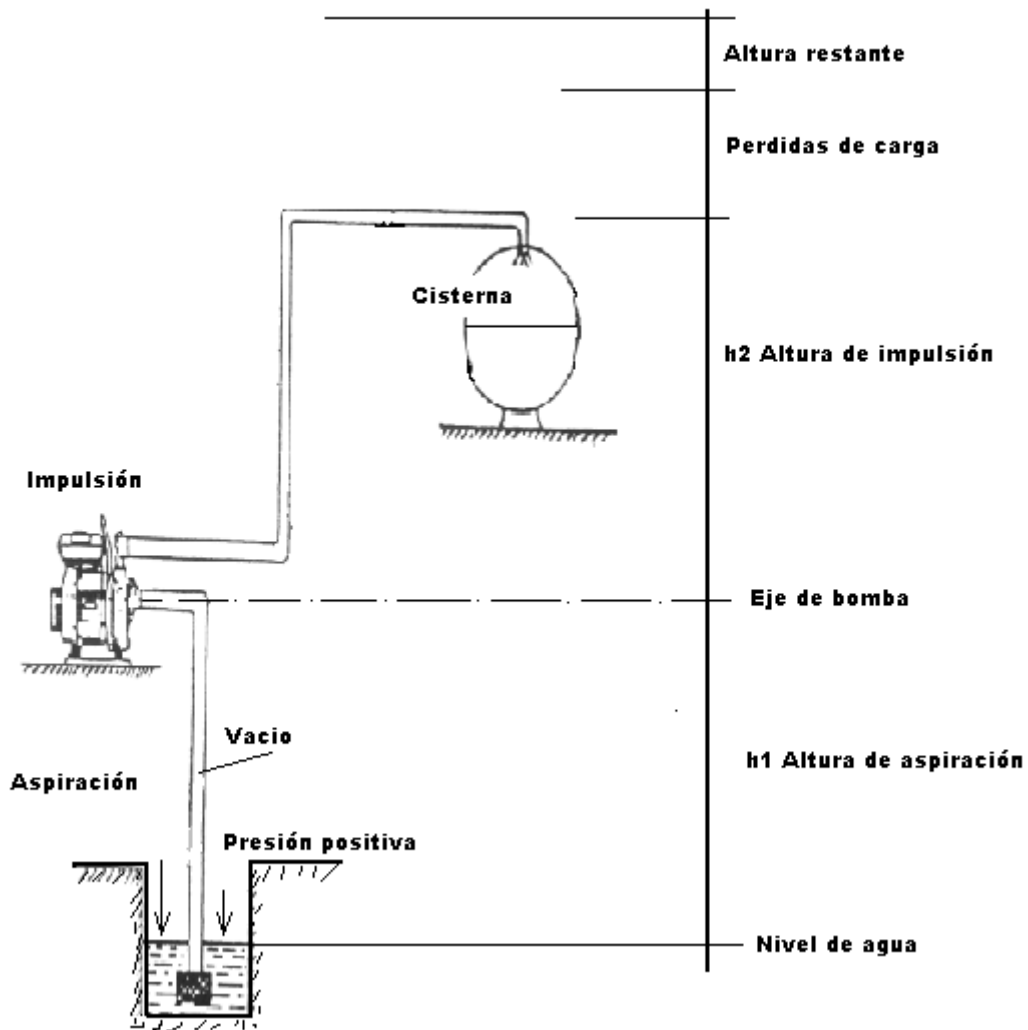 Altura restante
Perdidas de carga
Cisterna
h2 Altura de impulsión
Impulsión
Eje de bomba
Vacio
h1 Altura de aspiración
Aspiración
Presión positiva
Nivel de agua